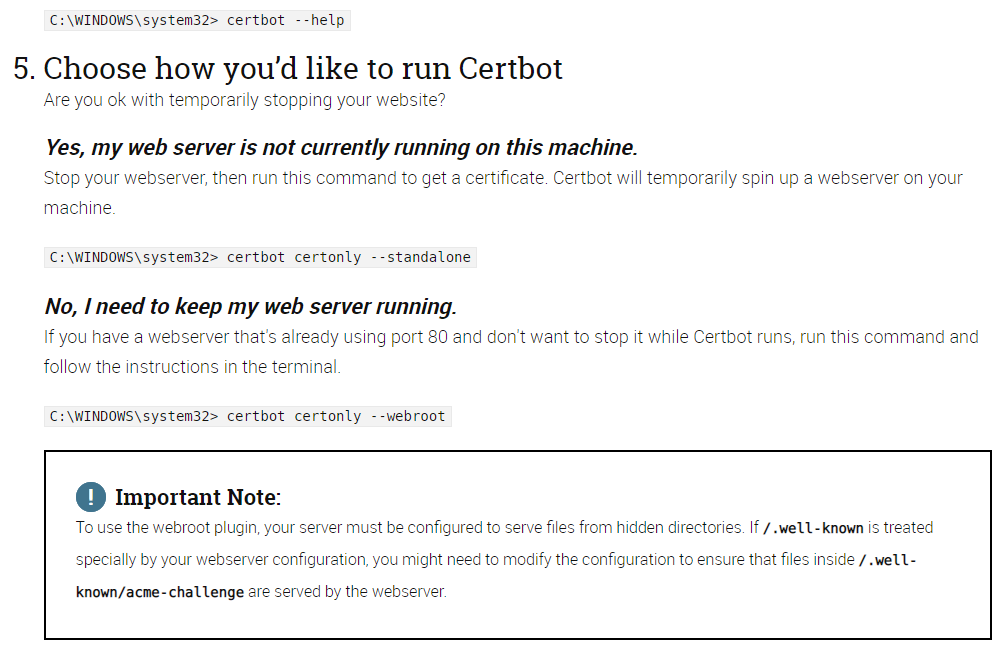 C:\WINDOWS\system32> certbot --help
5. Choose how you’d like to run Certbot
Are you ok with temporarily stopping your website?
Yes, my web server is not currently running on this machine.
Stop your webserver, then run this command to get a certificate. Certbot will temporarily spin up a webserver on your
machine.
C:\WINDOWS\system32> certbot certonly --standalone
No, I need to keep my web server running.
If you have a webserver that's already using port 80 and don't want to stop it while Certbot runs, run this command and
follow the instructions in the terminal.
C:\WINDOWS\system32> certbot certonly --webroot
! Important Note:
To use the webroot plugin, your server must be configured to serve files from hidden directories. If /.well-known is treated
specially by your webserver configuration, you might need to modify the configuration to ensure that files inside /.well-
known/acme-challenge are served by the webserver.